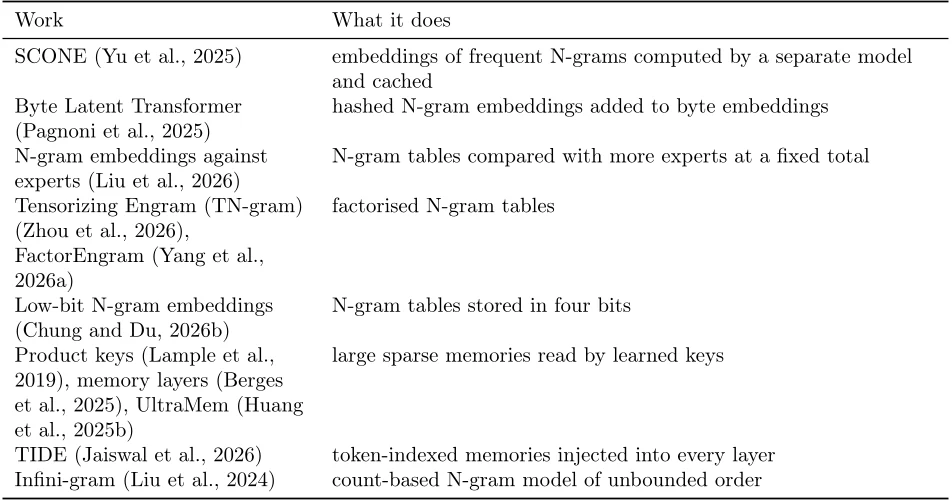 Work What it does
SCONE (Yu et al., 2025) embeddings of frequent N-grams computed by a separate model
and cached
Byte Latent Transformer hashed N-gram embeddings added to byte embeddings
(Pagnoni et al., 2025)
N-gram embeddings against N-gram tables compared with more experts at a fixed total
experts (Liu et al., 2026)
Tensorizing Engram (TN-gram) factorised N-gram tables
(Zhou et al., 2026),
FactorEngram (Yang et al.,
2026a)
Low-bit N-gram embeddings N-gram tables stored in four bits
(Chung and Du, 2026b)
Product keys (Lample et al., large sparse memories read by learned keys
2019), memory layers (Berges
et al., 2025), UltraMem (Huang
et al., 2025b)
TIDE (Jaiswal et al., 2026) token-indexed memories injected into every layer
Infini-gram (Liu et al., 2024) count-based N-gram model of unbounded order